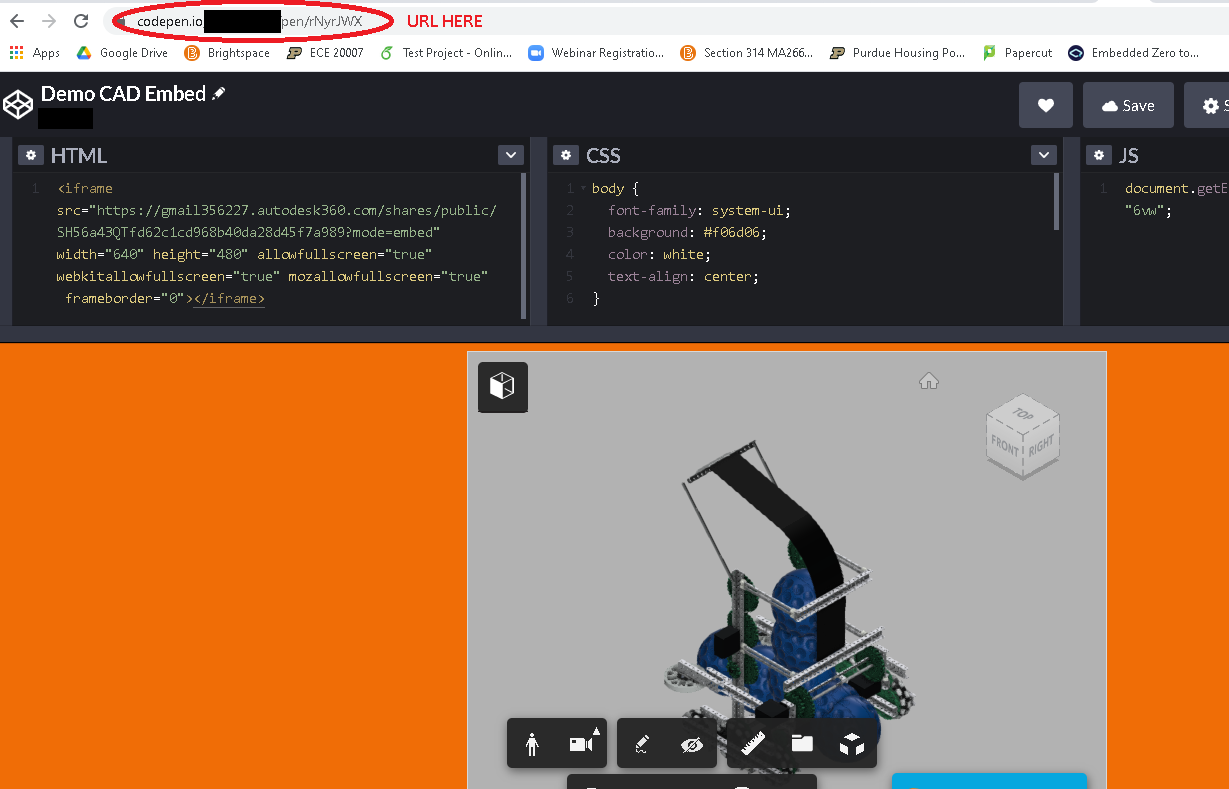 codepen.io pen/rNyrJWX URL HERE
Apps Google Drive Brightspace ECE 20007 Test Project - Onlin... Webinar Registratio... Section 314 MA266... Purdue Housing Po... Papercut Embedded Zero to...
Demo CAD Embed
Save
HTML
1 <iframe
src="https://gmail356227.autodesk360.com/shares/public/
SH56a43QTfd62c1cd968b40da28d45f7a989?mode=embed"
width="640" height="480" allowfullscreen="true"
webkitallowfullscreen="true" mozallowfullscreen="true"
frameborder="0"></iframe>
CSS
1 body {
2 font-family: system-ui;
3 background: #f06d06;
4 color: white;
5 text-align: center;
6 }
JS
1 document.getE
"6vw";
TOP
FRONT RIGHT